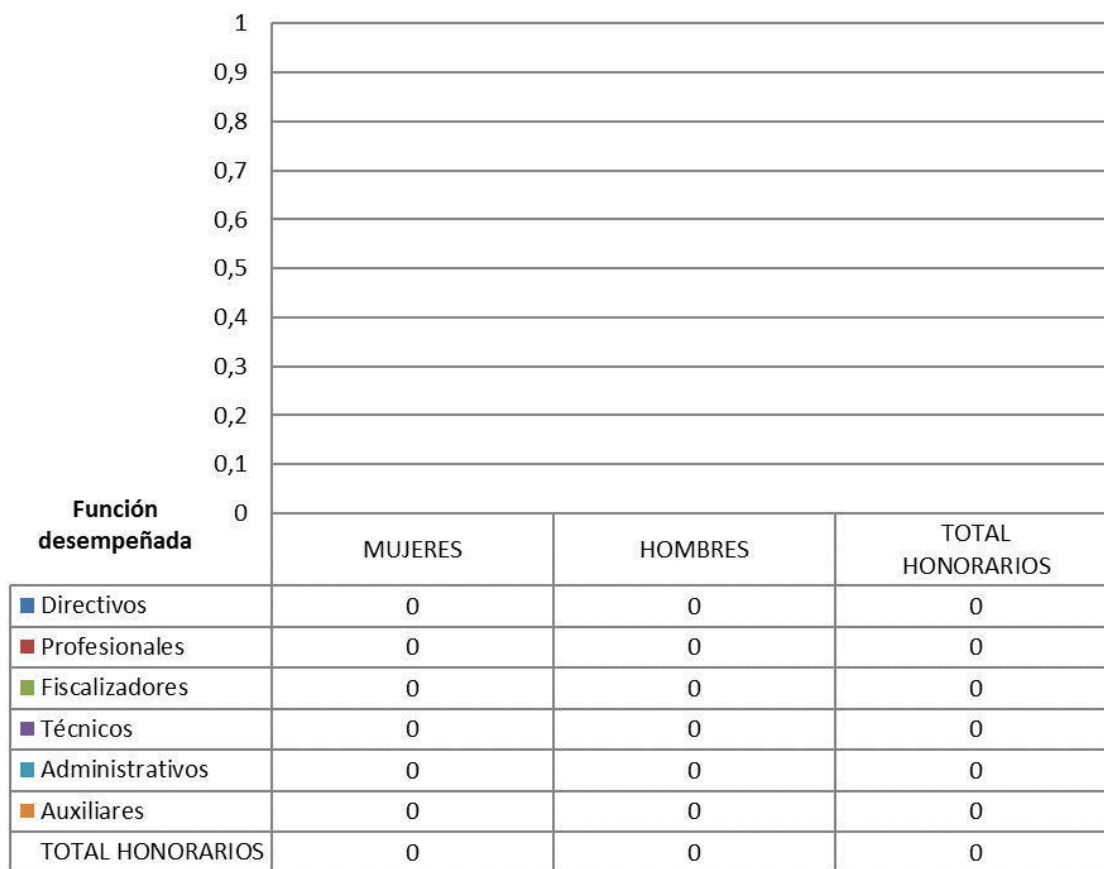 1
0,9
0,8
0,7
0,6
0,5
0,4
0,3
0,2
0,1
0
Función
desempeñada
MUJERES HOMBRES TOTAL
HONORARIOS
Directivos 0 0 0
Profesionales 0 0 0
Fiscalizadores 0 0 0
Técnicos 0 0 0
Administrativos 0 0 0
Auxiliares 0 0 0
TOTAL HONORARIOS 0 0 0